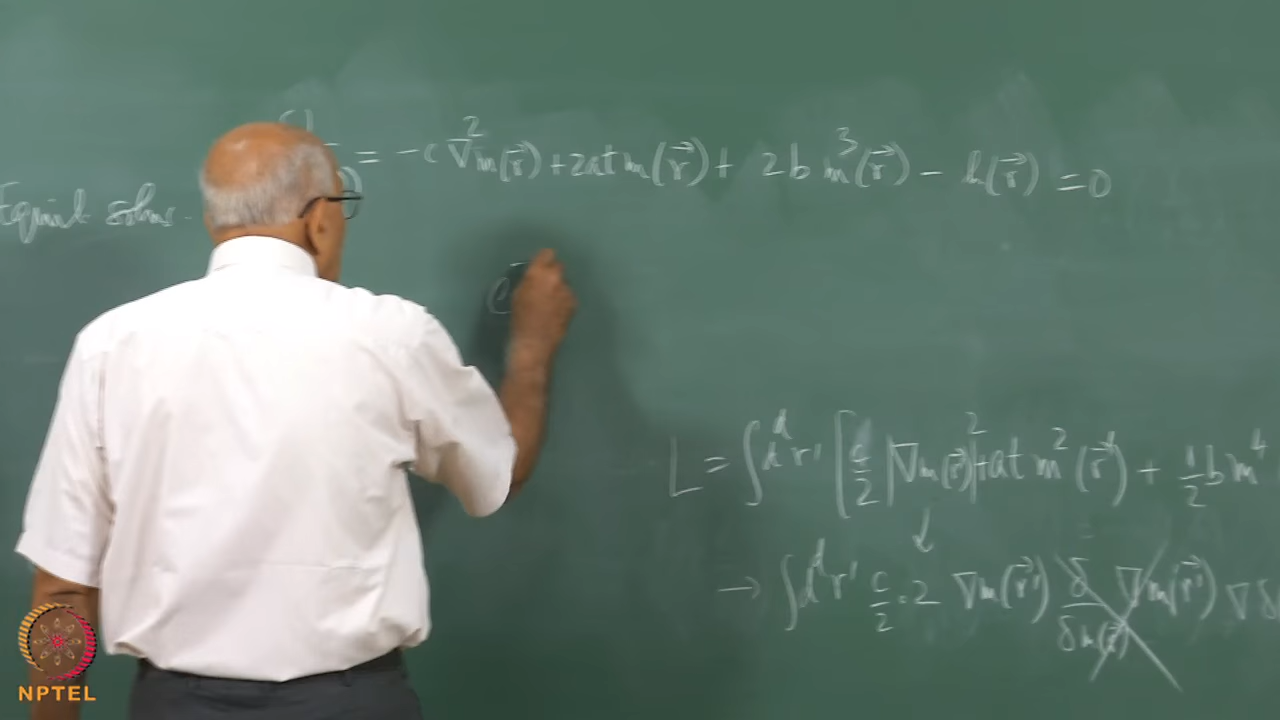 = -c ∇²m(r⃗) + 2at m(r⃗) + 2b m³(r⃗) - h(r⃗) = 0
Equil solns.
e⁻
L = ∫dᵈr' [c/2 |∇m(r⃗)|² + at m²(r⃗') + 1/2 b m⁴
↓
→ ∫dᵈr' c/2 · 2 ∇m(r⃗') δ/δm(r⃗) ∇m(r⃗') ∇δ
NPTEL